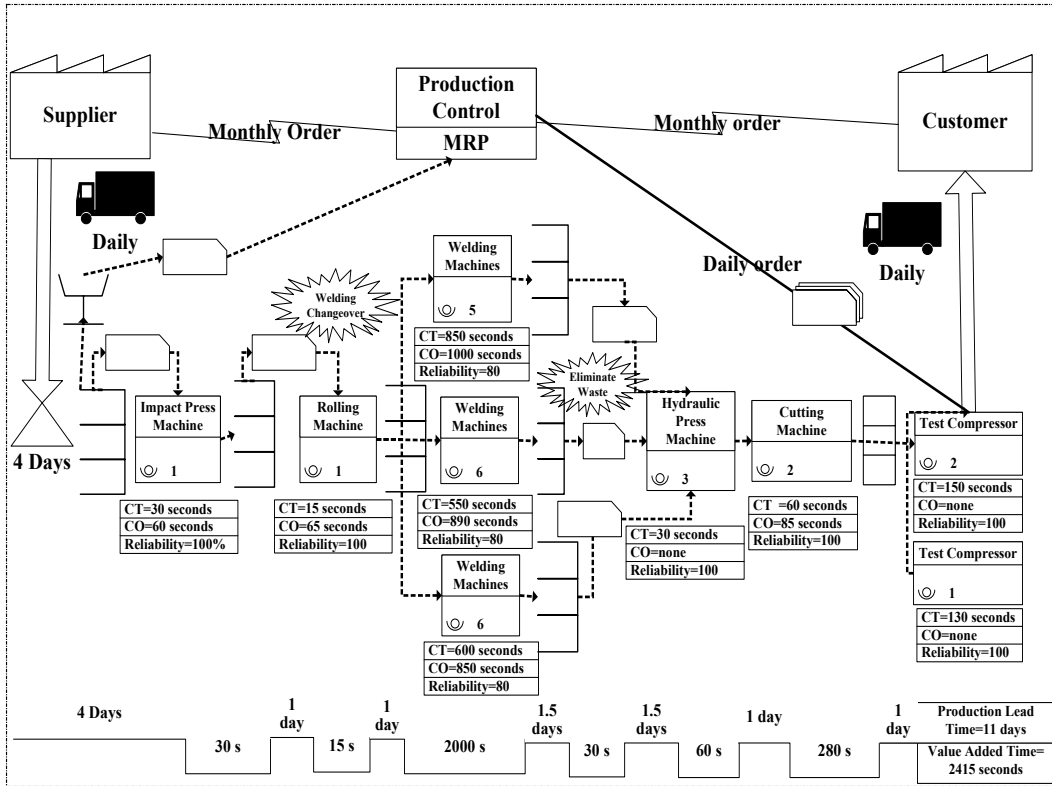 Supplier
Monthly Order
Production
Control
MRP
Monthly order
Customer
Daily
Daily order
Daily
Welding
Changeover
Welding
Machines
5
CT=850 seconds
CO=1000 seconds
Reliability=80
Eliminate
Waste
4 Days
Impact Press
Machine
1
CT=30 seconds
CO=60 seconds
Reliability=100%
Rolling
Machine
1
CT=15 seconds
CO=65 seconds
Reliability=100
Welding
Machines
6
CT=550 seconds
CO=890 seconds
Reliability=80
Welding
Machines
6
CT=600 seconds
CO=850 seconds
Reliability=80
Hydraulic
Press
Machine
3
CT=30 seconds
CO=none
Reliability=100
Cutting
Machine
2
CT =60 seconds
CO=85 seconds
Reliability=100
Test Compressor
2
CT=150 seconds
CO=none
Reliability=100
Test Compressor
1
CT=130 seconds
CO=none
Reliability=100
4 Days
30 s
1
day
15 s
1
day
2000 s
1.5
days
30 s
1.5
days
60 s
1 day
280 s
1
day
Production Lead
Time=11 days
Value Added Time=
2415 seconds